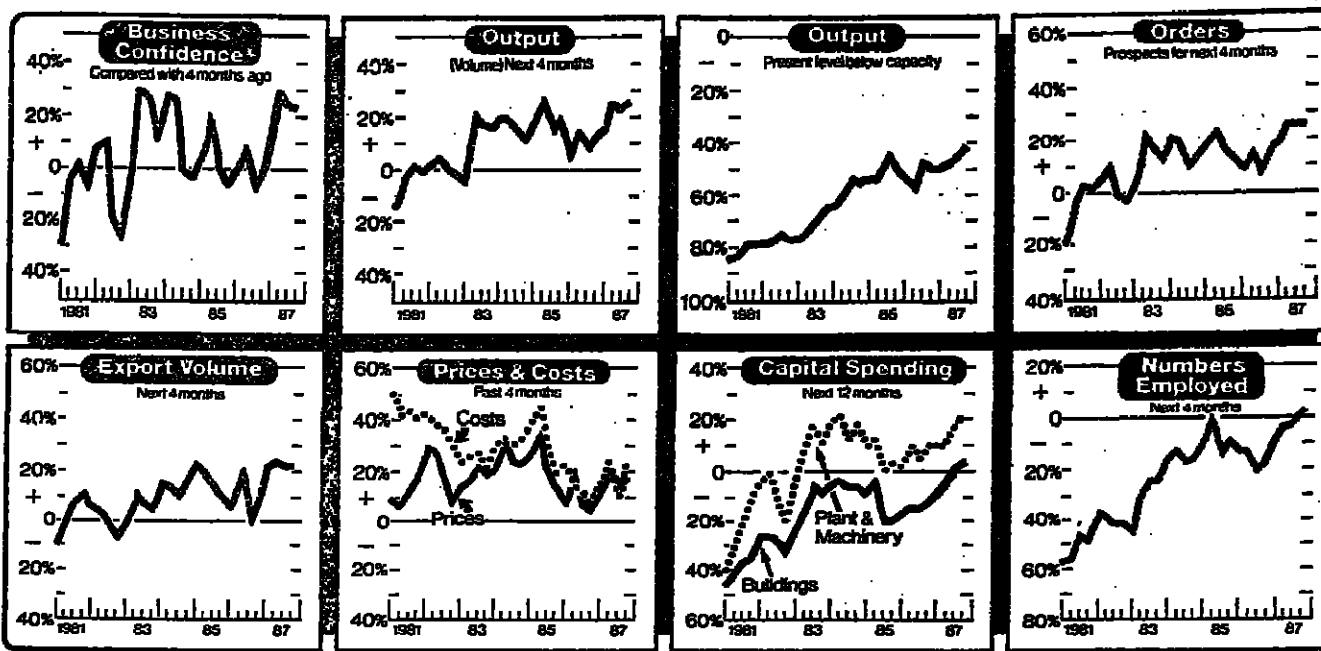 Business
Confidence
Compared with 4 months ago
40%
20%
+
0
−
20%
40%
1981 83 85 87
Output
(Volume) Next 4 months
40%
20%
+
0
−
20%
40%
1981 83 85 87
Output
Present level below capacity
0
−
20%
40%
60%
80%
100%
1981 83 85 87
Orders
Prospects for next 4 months
60%
40%
20%
+
0
−
20%
40%
1981 83 85 87
Export Volume
Next 4 months
60%
40%
20%
+
0
−
20%
40%
1981 83 85 87
Prices & Costs
Past 4 months
60%
40%
Costs
20%
+
0
Prices
−
20%
40%
1981 83 85 87
Capital Spending
Next 12 months
40%
20%
+
0
−
20%
Plant &
Machinery
40%
Buildings
60%
1981 83 85 87
Numbers
Employed
Next 4 months
20%
+
0
−
20%
40%
60%
80%
1981 83 85 87